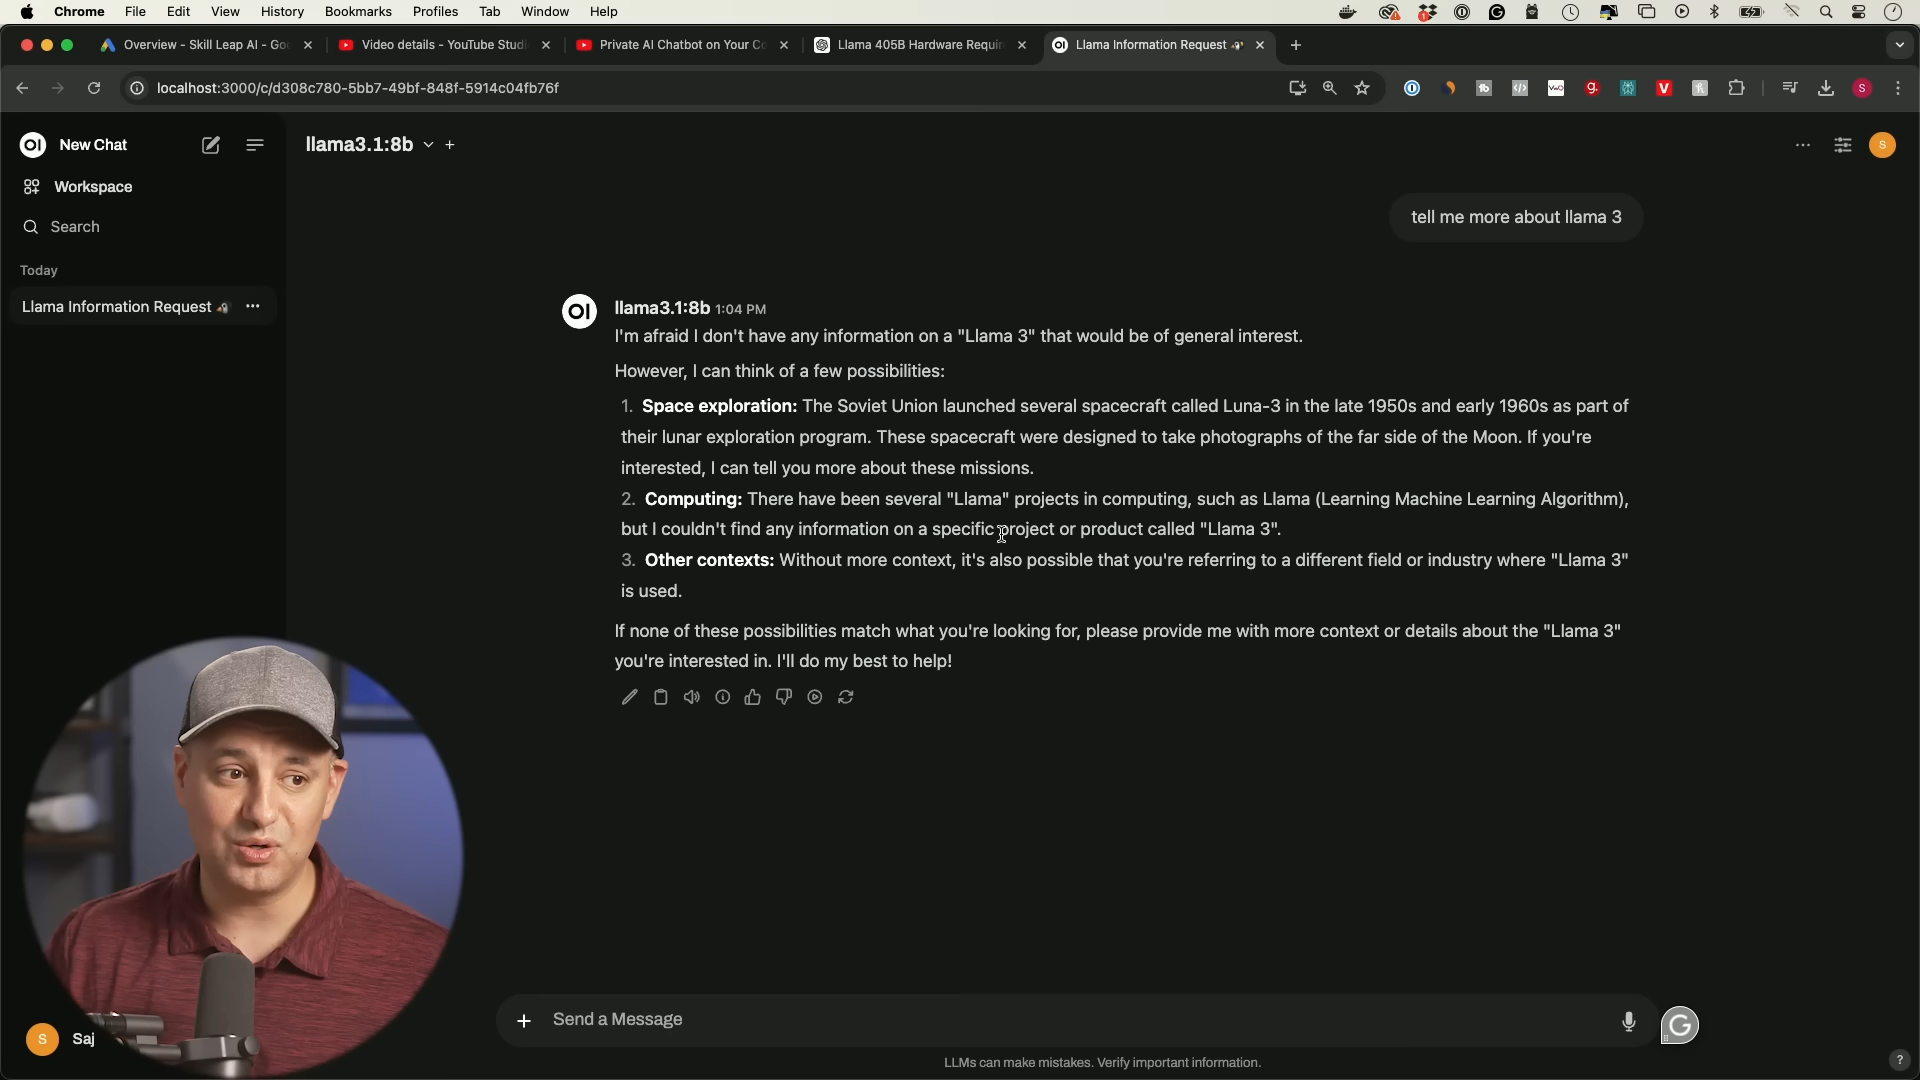 Chrome File Edit View History Bookmarks Profiles Tab Window Help
Overview - Skill Leap AI - Goo
Video details - YouTube Studi
Private AI Chatbot on Your Co
Llama 405B Hardware Requir
Llama Information Request
localhost:3000/c/d308c780-5bb7-49bf-848f-5914c04fb76f
OI New Chat
llama3.1:8b
S
Workspace
Search
Today
Llama Information Request
tell me more about llama 3
OI
llama3.1:8b 1:04 PM
I'm afraid I don't have any information on a "Llama 3" that would be of general interest.
However, I can think of a few possibilities:
1. Space exploration: The Soviet Union launched several spacecraft called Luna-3 in the late 1950s and early 1960s as part of
their lunar exploration program. These spacecraft were designed to take photographs of the far side of the Moon. If you're
interested, I can tell you more about these missions.
2. Computing: There have been several "Llama" projects in computing, such as Llama (Learning Machine Learning Algorithm),
but I couldn't find any information on a specific project or product called "Llama 3".
3. Other contexts: Without more context, it's also possible that you're referring to a different field or industry where "Llama 3"
is used.
If none of these possibilities match what you're looking for, please provide me with more context or details about the "Llama 3"
you're interested in. I'll do my best to help!
Send a Message
S Saj
LLMs can make mistakes. Verify important information.
?